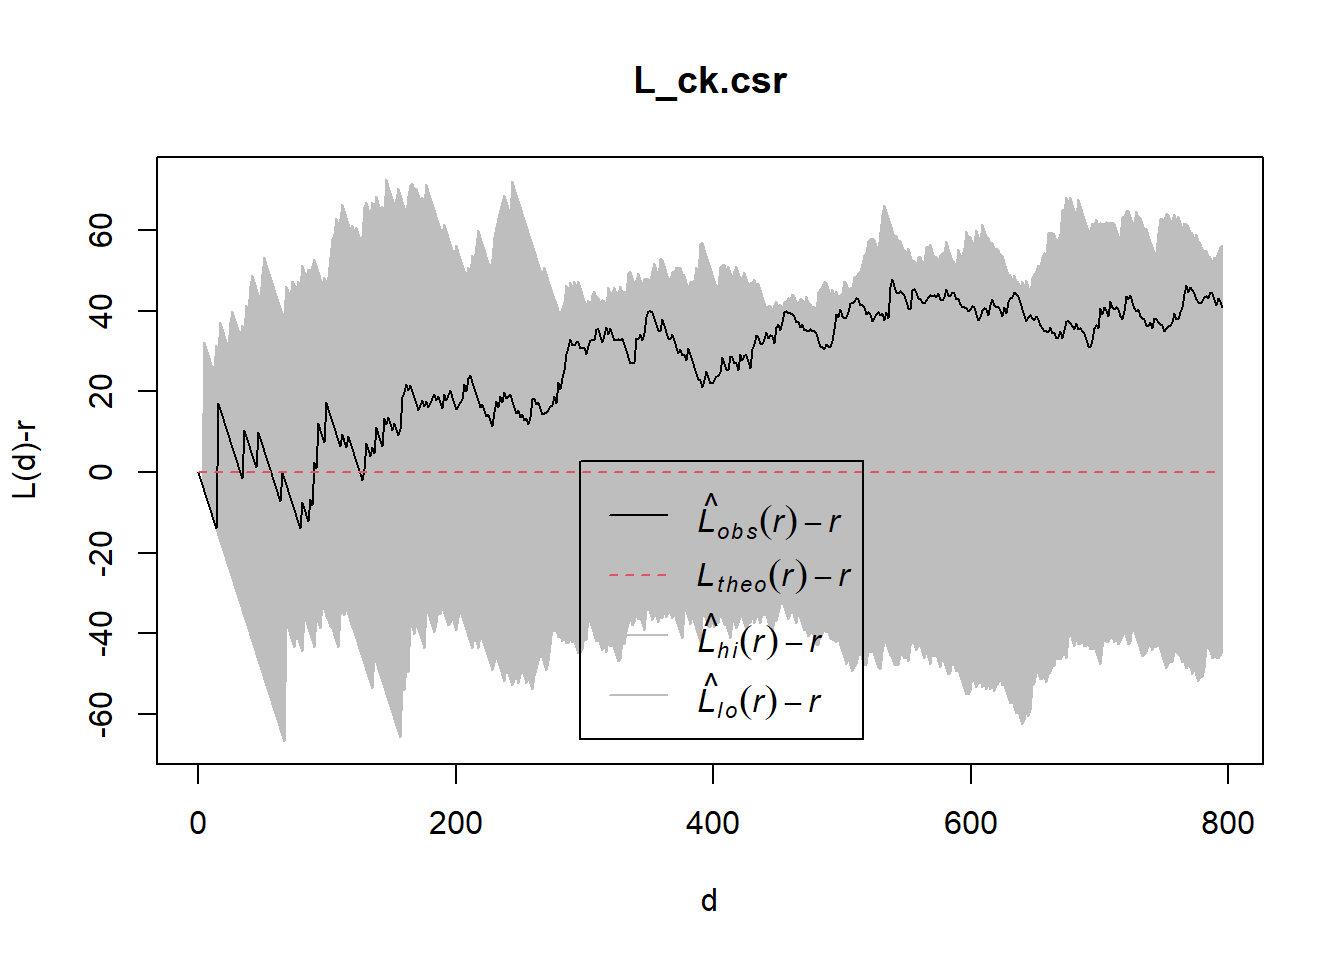 L_ck.csr
L(d)-r
60
40
20
0
-20
-40
-60
L̂obs(r) – r
Ltheo(r) – r
L̂hi(r) – r
L̂lo(r) – r
0 200 400 600 800
d